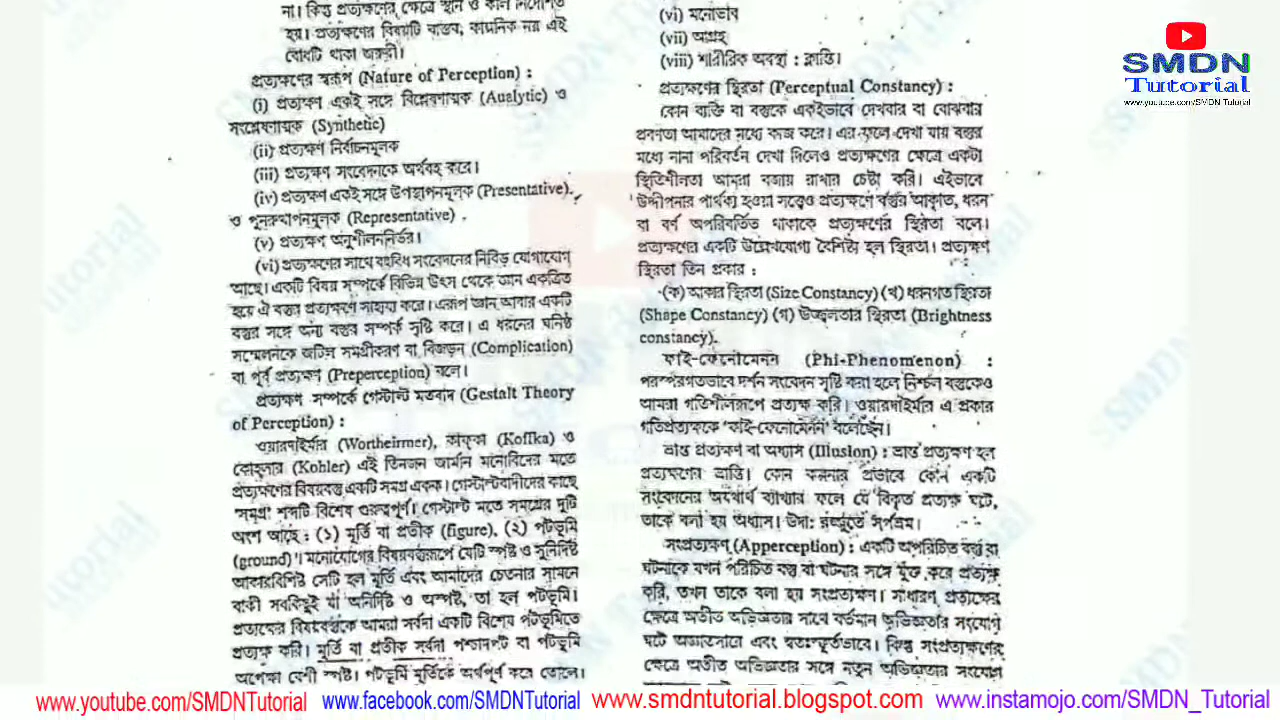 না। কিন্তু প্রত্যক্ষণের ক্ষেত্রে স্থান ও কাল নির্দেশিত
হয়। প্রত্যক্ষণের বিষয়টি বাস্তব, কাল্পনিক নয় এই
বোধটি থাকা জরুরী।
প্রত্যক্ষণের স্বরূপ (Nature of Perception) :
(i) প্রত্যক্ষণ একই সঙ্গে বিশ্লেষণাত্মক (Aualytic) ও
সংশ্লেষণাত্মক (Synthetic)
(ii) প্রত্যক্ষণ নির্বাচনমূলক
(iii) প্রত্যক্ষণ সংবেদনকে অর্থবহ করে।
(iv) প্রত্যক্ষণ একই সঙ্গে উপস্থাপনমূলক (Presentative)
ও পুনরুত্থাপনমূলক (Representative)
(v) প্রত্যক্ষণ অনুশীলননির্ভর।
(vi) প্রত্যক্ষণের সাথে বহুবিধ সংবেদনের নিবিড় যোগাযোগ
আছে। একটি বিষয় সম্পর্কে বিভিন্ন উৎস থেকে জ্ঞান একত্রিত
হয়ে ঐ বস্তুর প্রত্যক্ষণে সাহায্য করে। এরূপ জ্ঞান আবার একটি
বস্তুর সঙ্গে অন্য বস্তুর সম্পর্ক সৃষ্টি করে। এ ধরনের ঘনিষ্ঠ
সম্মেলনকে জটিল সমগ্রীকরণ বা বিজড়ন (Complication)
বা পূর্ব প্রত্যক্ষণ (Preperception) বলে।
প্রত্যক্ষণ সম্পর্কে গেস্টাল্ট মতবাদ (Gestalt Theory
of Perception) :
ওয়ারদাইর্মার (Wortheirmer), কফ্‌কা (Koffka) ও
কোহ্‌লার (Kohler) এই তিনজন জার্মান মনোবিদের মতে
প্রত্যক্ষণের বিষয়বস্তু একটি সমগ্র একক। গেস্টাল্টবাদীদের কাছে
'সমগ্র' শব্দটি বিশেষ গুরুত্বপূর্ণ। গেস্টাল্ট মতে সমগ্রের দুটি
অংশ আছে : (১) মূর্তি বা প্রতীক (figure), (২) পটভূমি
(ground)। মনোযোগের বিষয়বস্তুরূপে যেটি স্পষ্ট ও সুনির্দিষ্ট
আকারবিশিষ্ট সেটি হল মূর্তি এবং আমাদের চেতনার সামনে
বাকী সবকিছুই যা অনির্দিষ্ট ও অস্পষ্ট, তা হল পটভূমি।
প্রত্যক্ষের বিষয়বস্তুকে আমরা সর্বদা একটি বিশেষ পটভূমিতে
প্রত্যক্ষ করি। মূর্তি বা প্রতীক সর্বদা পশ্চাদপট বা পটভূমি
অপেক্ষা বেশী স্পষ্ট। পটভূমি মূর্তিকে অর্থপূর্ণ করে তোলে।
(vi) মনোভাব
(vii) আগ্রহ
(viii) শারীরিক অবস্থা : ক্লান্তি।
প্রত্যক্ষণের স্থিরতা (Perceptual Constancy) :
কোন ব্যক্তি বা বস্তুকে একইভাবে দেখবার বা বোঝবার
প্রবণতা আমাদের মধ্যে কাজ করে। এর ফলে দেখা যায় বস্তুর
মধ্যে নানা পরিবর্তন দেখা দিলেও প্রত্যক্ষণের ক্ষেত্রে একটা
স্থিতিশীলতা আমরা বজায় রাখার চেষ্টা করি। এইভাবে
উদ্দীপনার পার্থক্য হওয়া সত্ত্বেও প্রত্যক্ষণে বস্তুর আকৃতি, ধরন
বা বর্ণ অপরিবর্তিত থাকাকে প্রত্যক্ষণের স্থিরতা বলে।
প্রত্যক্ষণের একটি উল্লেখযোগ্য বৈশিষ্ট্য হল স্থিরতা। প্রত্যক্ষণ
স্থিরতা তিন প্রকার :
(ক) আকার স্থিরতা (Size Constancy) (খ) ধরনগত স্থিরতা
(Shape Constancy) (গ) উজ্জ্বলতার স্থিরতা (Brightness
constancy).
ফাই-ফেনোমেনন (Phi-Phenomenon) :
পরস্পরগতভাবে দর্শন সংবেদন সৃষ্টি করা হলে নিশ্চল বস্তুকেও
আমরা গতিশীলরূপে প্রত্যক্ষ করি। ওয়ারদাইর্মার এ প্রকার
গতিপ্রত্যক্ষকে 'ফাই-ফেনোমেনন' বলেছেন।
ভ্রান্ত প্রত্যক্ষণ বা অধ্যাস (Illusion) : ভ্রান্ত প্রত্যক্ষণ হল
প্রত্যক্ষণের ভ্রান্তি। কোন কল্পনার প্রভাবে কোন একটি
সংবেদনের অযথার্থ ব্যাখ্যার ফলে যে বিকৃত প্রত্যক্ষ ঘটে,
তাকে বলা হয় অধ্যাস। উদা: রজ্জুতে সর্পভ্রম।
সংপ্রত্যক্ষণ (Apperception) : একটি অপরিচিত বস্তু বা
ঘটনাকে যখন পরিচিত বস্তু বা ঘটনার সঙ্গে যুক্ত করে প্রত্যক্ষ
করি, তখন তাকে বলা হয় সংপ্রত্যক্ষণ। সাধারণ প্রত্যক্ষের
ক্ষেত্রে অতীত অভিজ্ঞতার সাথে বর্তমান অভিজ্ঞতার সংযোগ
ঘটে অজ্ঞাতসারে এবং স্বতঃস্ফূর্তভাবে। কিন্তু সংপ্রত্যক্ষণের
ক্ষেত্রে অতীত অভিজ্ঞতার সঙ্গে নতুন অভিজ্ঞতার সংযোগ
SMDN
Tutorial
www.youtube.com/SMDN Tutorial
www.youtube.com/SMDNTutorial www.facebook.com/SMDNTutorial www.smdntutorial.blogspot.com www.instamojo.com/SMDN_Tutorial